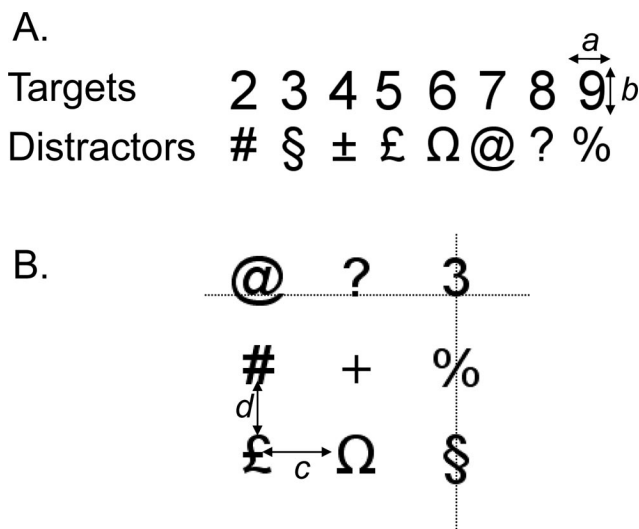 A.
a
Targets 2 3 4 5 6 7 8 9 b
Distractors # § ± £ Ω @ ? %
B.
@ ? 3
# + %
d
£ c Ω §